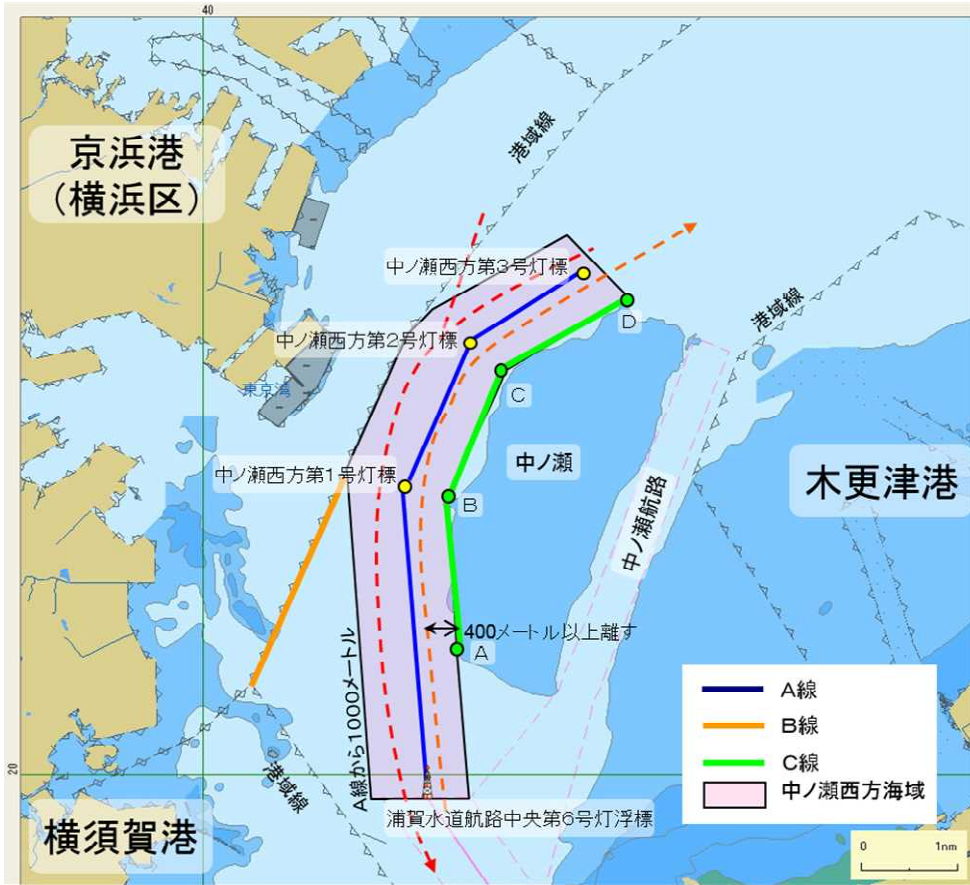 40
京浜港
(横浜区)
港域線
中ノ瀬西方第3号灯標
港域線
D
中ノ瀬西方第2号灯標
東京湾
C
中ノ瀬西方第1号灯標
中ノ瀬
木更津港
B
中ノ瀬航路
400メートル以上離す
A
A線から1000メートル
A線
B線
C線
中ノ瀬西方海域
20
港域線
浦賀水道航路中央第6号灯浮標
横須賀港
0 1nm